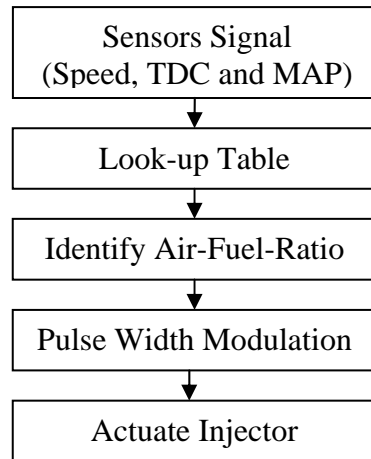 Sensors Signal
(Speed, TDC and MAP)
Look-up Table
Identify Air-Fuel-Ratio
Pulse Width Modulation
Actuate Injector